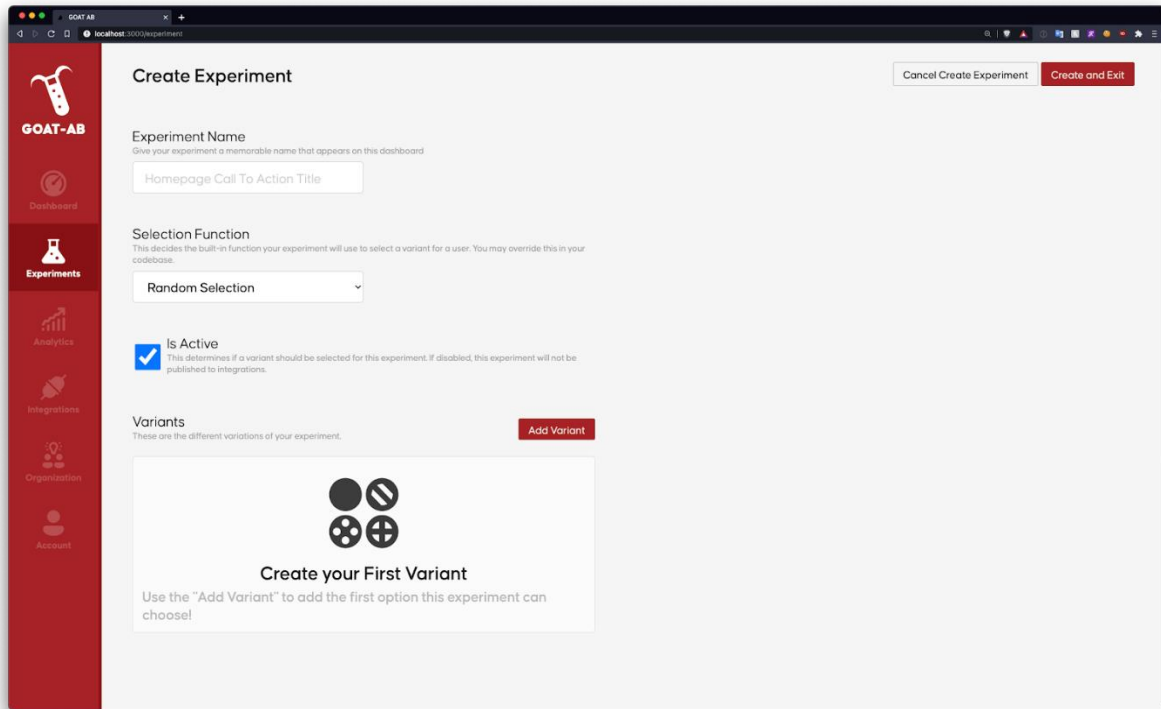 GOAT AB
localhost:3000/experiment
GOAT-AB
Dashboard
Experiments
Analytics
Integrations
Organization
Account
Create Experiment
Cancel Create Experiment
Create and Exit
Experiment Name
Give your experiment a memorable name that appears on this dashboard
Homepage Call To Action Title
Selection Function
This decides the built-in function your experiment will use to select a variant for a user. You may override this in your
codebase.
Random Selection
Is Active
This determines if a variant should be selected for this experiment. If disabled, this experiment will not be
published to integrations.
Variants
These are the different variations of your experiment.
Add Variant
Create your First Variant
Use the "Add Variant" to add the first option this experiment can
choose!